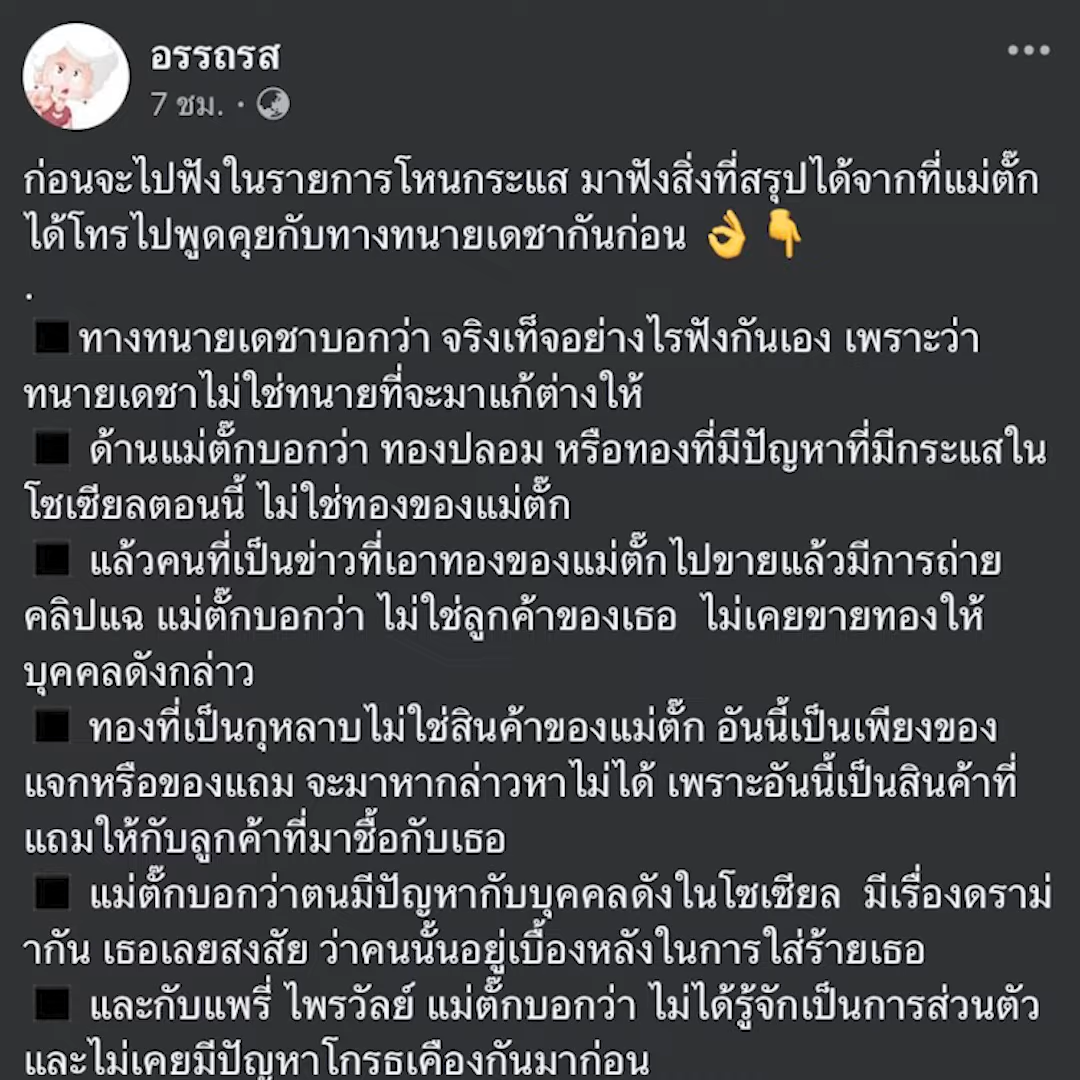 อรรถรส
7 ชม. ·
ก่อนจะไปฟังในรายการโหนกระแส มาฟังสิ่งที่สรุปได้จากที่แม่ตั๊ก
ได้โทรไปพูดคุยกับทางทนายเดชากันก่อน 👌👇
.
⬛ทางทนายเดชาบอกว่า จริงเท็จอย่างไรฟังกันเอง เพราะว่า
ทนายเดชาไม่ใช่ทนายที่จะมาแก้ต่างให้
⬛ ด้านแม่ตั๊กบอกว่า ทองปลอม หรือทองที่มีปัญหาที่มีกระแสใน
โซเซียลตอนนี้ ไม่ใช่ทองของแม่ตั๊ก
⬛ แล้วคนที่เป็นข่าวที่เอาทองของแม่ตั๊กไปขายแล้วมีการถ่าย
คลิปแฉ แม่ตั๊กบอกว่า ไม่ใช่ลูกค้าของเธอ  ไม่เคยขายทองให้
บุคคลดังกล่าว
⬛ ทองที่เป็นกุหลาบไม่ใช่สินค้าของแม่ตั๊ก อันนี้เป็นเพียงของ
แจกหรือของแถม จะมาหากล่าวหาไม่ได้ เพราะอันนี้เป็นสินค้าที่
แถมให้กับลูกค้าที่มาซื้อกับเธอ
⬛ แม่ตั๊กบอกว่าตนมีปัญหากับบุคคลดังในโซเซียล  มีเรื่องดราม่
ากัน เธอเลยสงสัย ว่าคนนั้นอยู่เบื้องหลังในการใส่ร้ายเธอ
⬛ และกับแพรี่ ไพรวัลย์ แม่ตั๊กบอกว่า ไม่ได้รู้จักเป็นการส่วนตัว
และไม่เคยมีปัญหาโกรธเคืองกันมาก่อน